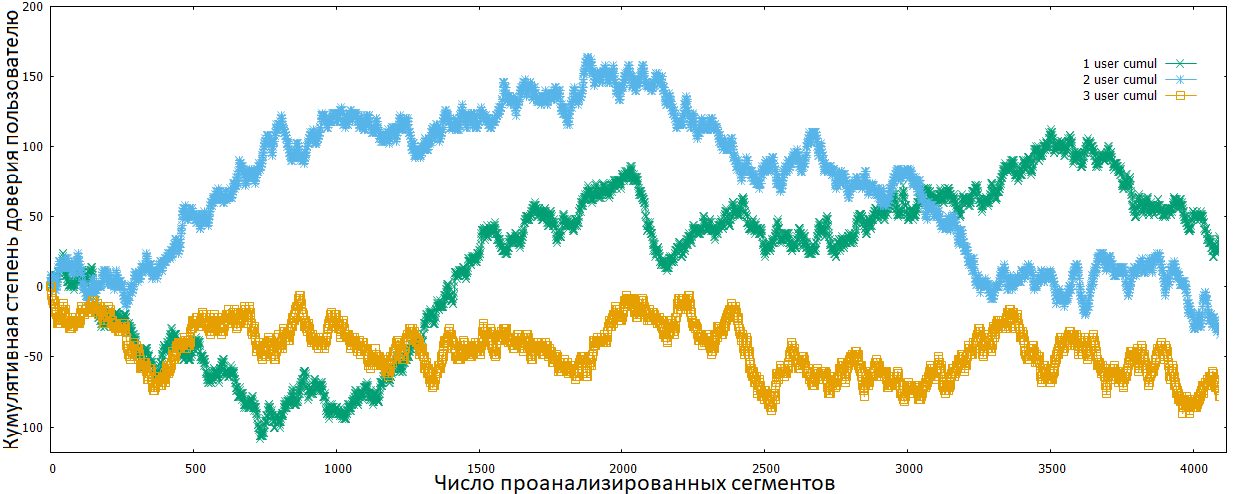 Кумулятивная степень доверия пользователю
200
150
100
50
0
-50
100
1 user cumul
2 user cumul
3 user cumul
0 500 1000 1500 2000 2500 3000 3500 4000
Число проанализированных сегментов